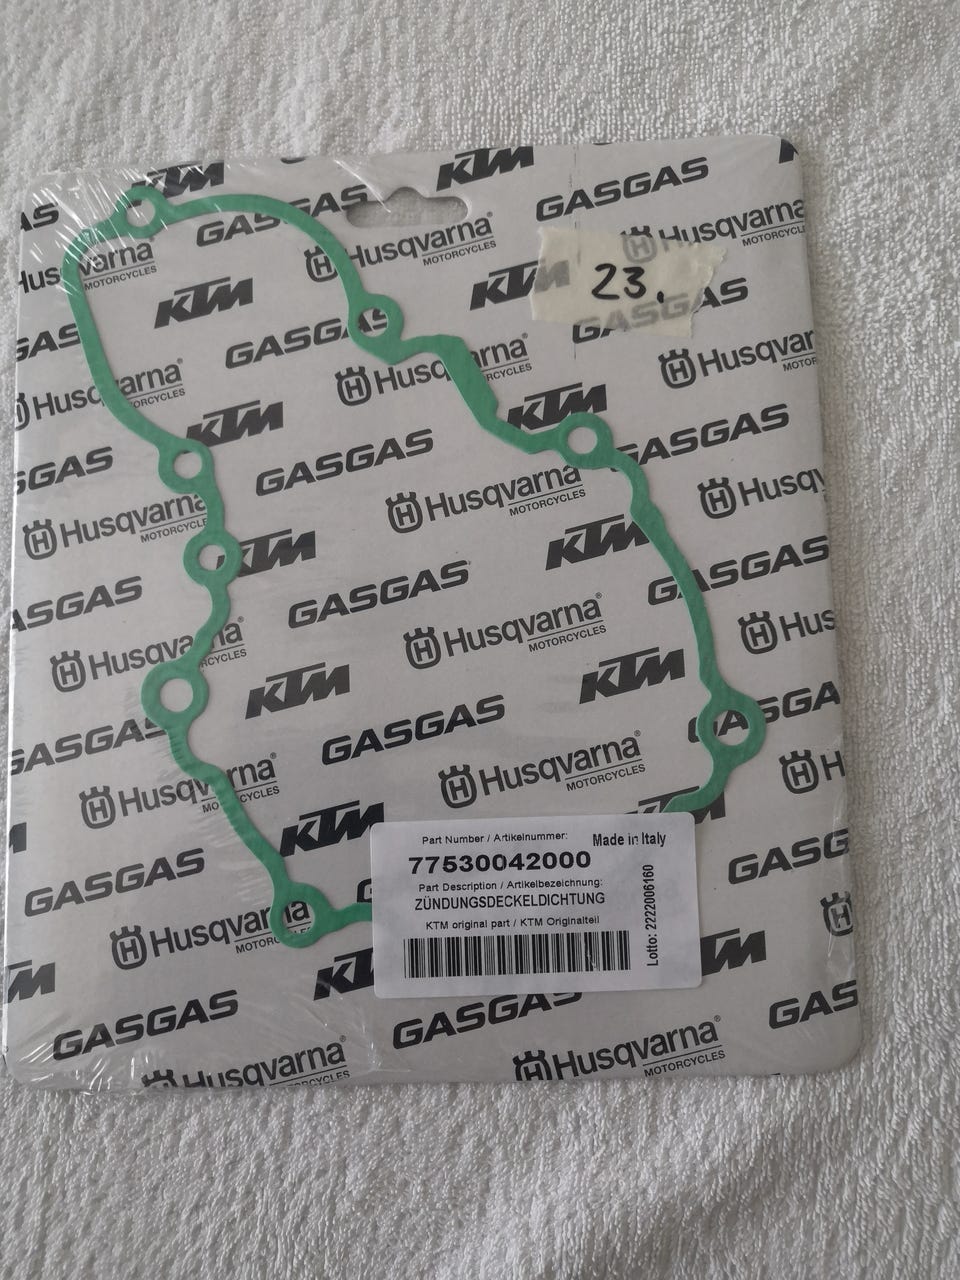 KTM
GASGAS
Husqvarna®
MOTORCYCLES
23.
Part Number / Artikelnummer:
Made in Italy
77530042000
Part Description / Artikelbezeichnung:
ZÜNDUNGSDECKELDICHTUNG
KTM original part / KTM Originalteil
Lotto: 2222006160